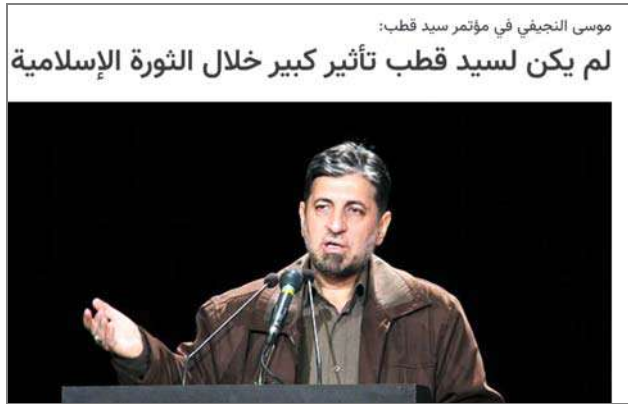 موسى النجيفي في مؤتمر سيد قطب:
لم يكن لسيد قطب تأثير كبير خلال الثورة الإسلامية